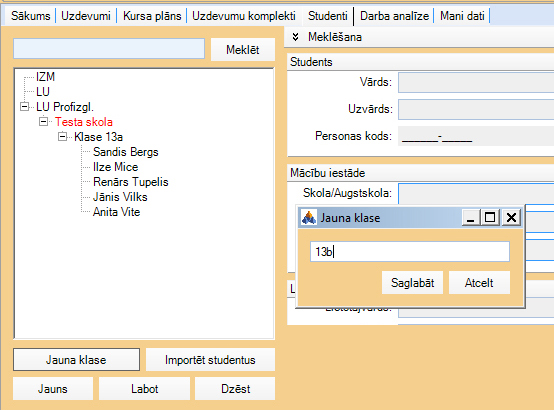 Sākums Uzdevumi Kursa plāns Uzdevumu komplekti Studenti Darba analīze Mani dati
Meklēt
IZM
LU
LU Profizgl.
Testa skola
Klase 13a
Sandis Bergs
Ilze Mice
Renārs Tupelis
Jānis Vilks
Anita Vite
Jauna klase Importēt studentus
Jauns Labot Dzēst
Meklēšana
Students
Vārds:
Uzvārds:
Personas kods: ______-_____
Mācību iestāde
Skola/Augstskola:
Jauna klase
13b
Saglabāt Atcelt